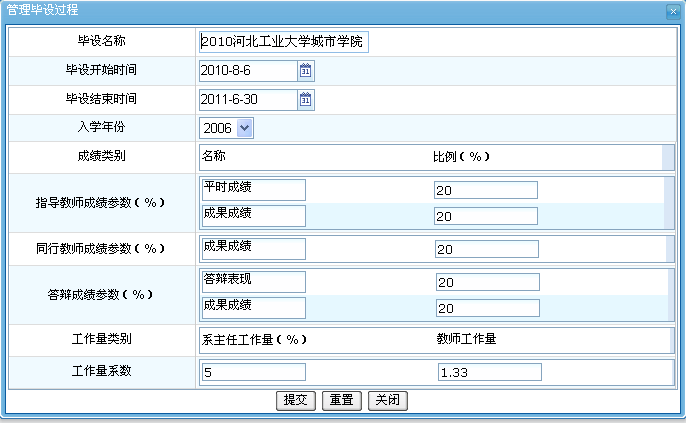 管理毕设过程
毕设名称 2010河北工业大学城市学院
毕设开始时间 2010-8-6
毕设结束时间 2011-6-30
入学年份 2006
成绩类别 名称 比例(%)
平时成绩 20
指导教师成绩参数(%)
成果成绩 20
同行教师成绩参数(%) 成果成绩 20
答辩表现 20
答辩成绩参数(%)
成果成绩 20
工作量类别 系主任工作量(%) 教师工作量
工作量系数 5 1.33
提交 重置 关闭